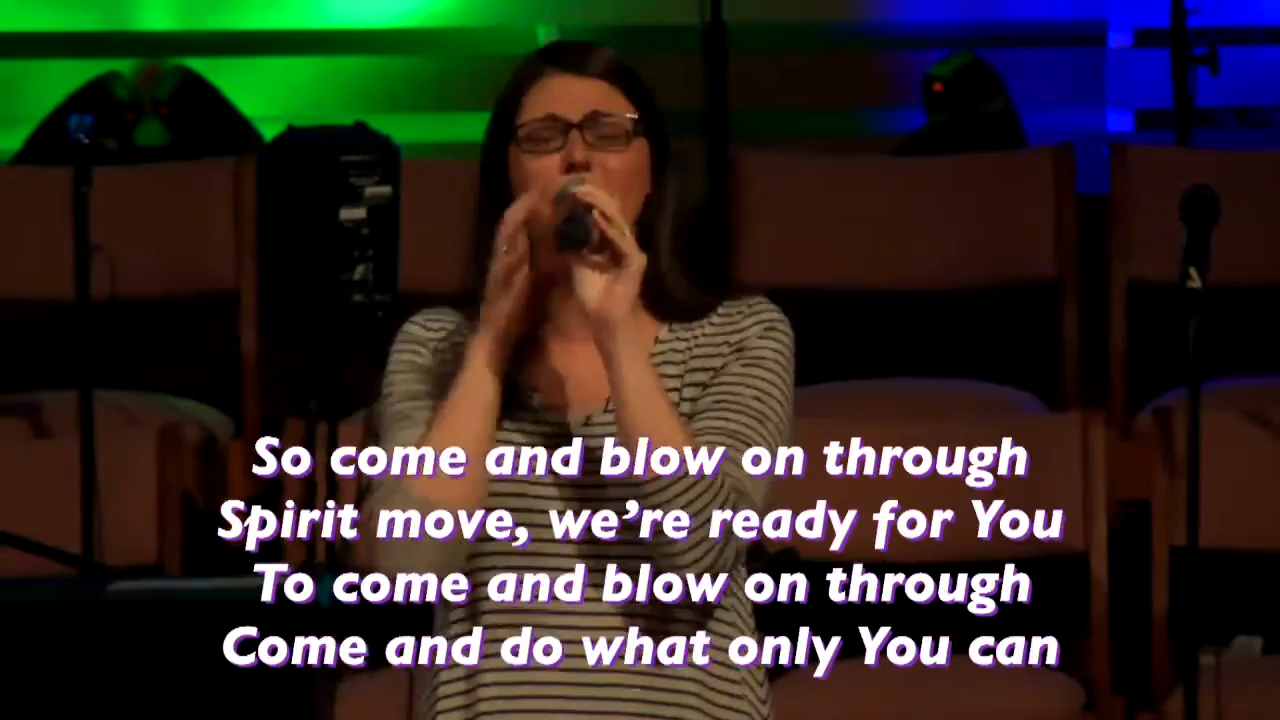 So come and blow on through
Spirit move, we’re ready for You
To come and blow on through
Come and do what only You can